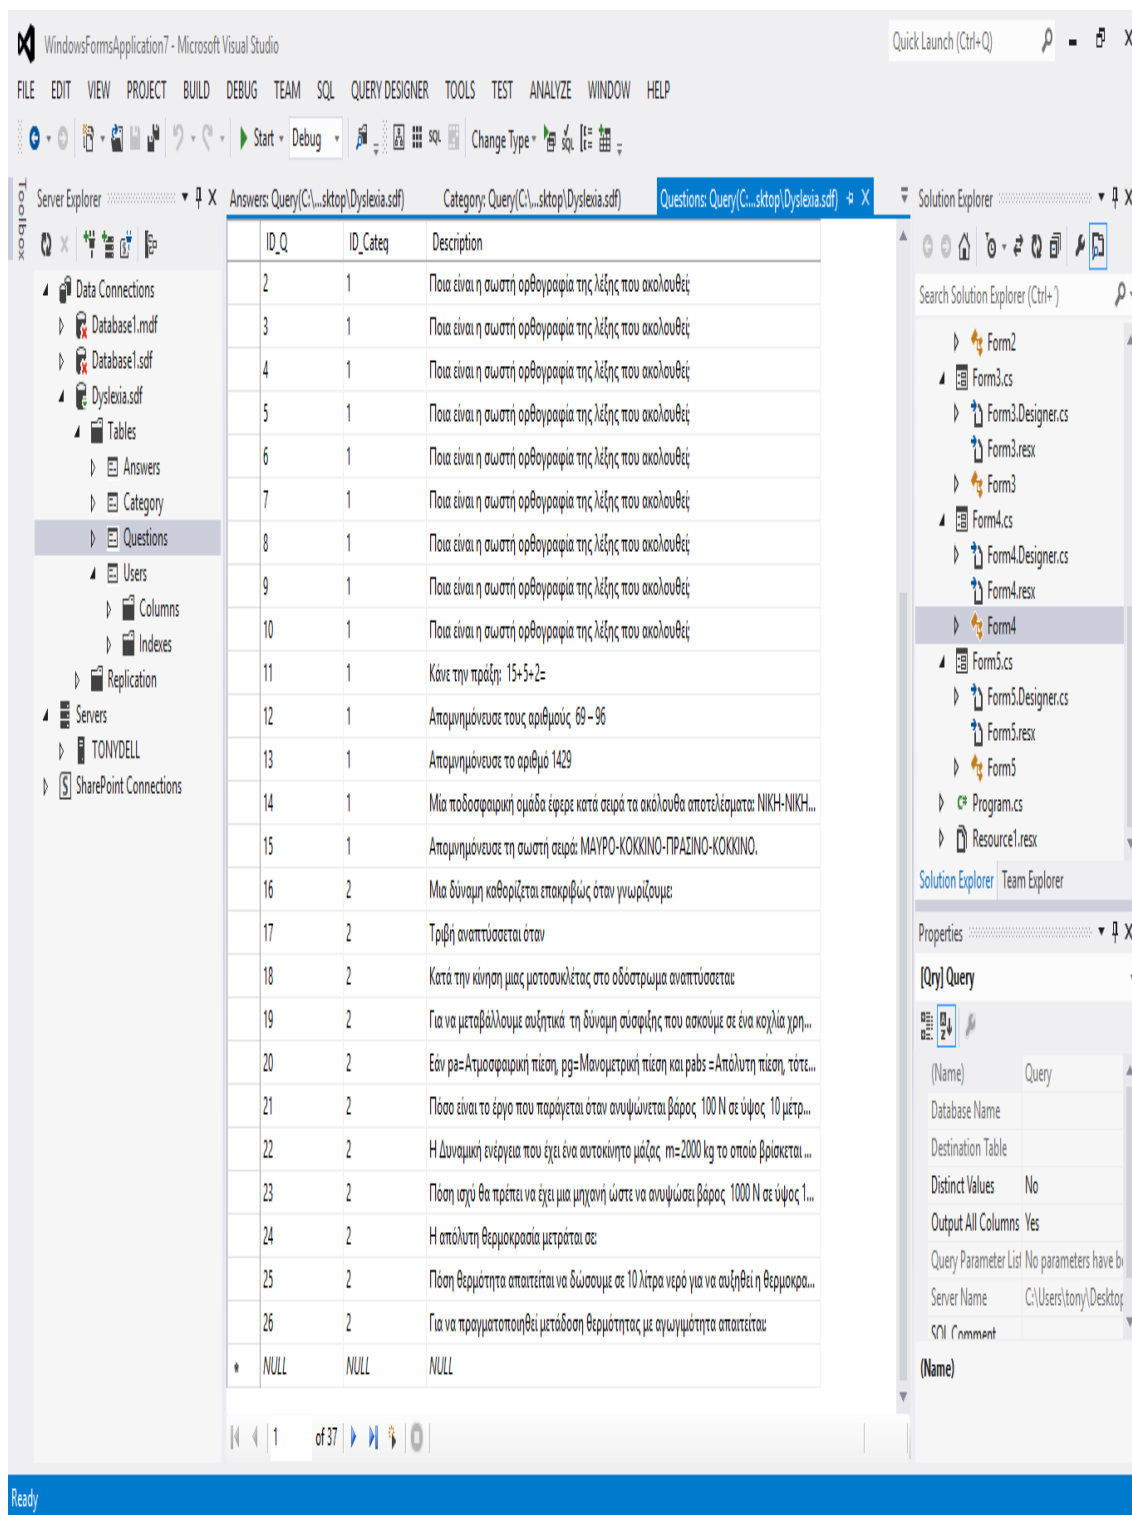 WindowsFormsApplication7 - Microsoft Visual Studio
Quick Launch (Ctrl+Q)
FILE EDIT VIEW PROJECT BUILD DEBUG TEAM SQL QUERY DESIGNER TOOLS TEST ANALYZE WINDOW HELP
Start Debug SQL Change Type SQL
Toolbox
Server Explorer
Data Connections
Database1.mdf
Database1.sdf
Dyslexia.sdf
Tables
Answers
Category
Questions
Users
Columns
Indexes
Replication
Servers
TONYDELL
SharePoint Connections
Answers: Query(C:\...sktop\Dyslexia.sdf) Category: Query(C:\...sktop\Dyslexia.sdf) Questions: Query(C:...sktop\Dyslexia.sdf)
ID_Q ID_Categ Description
2 1 Ποια είναι η σωστή ορθογραφία της λέξης που ακολουθεί;
3 1 Ποια είναι η σωστή ορθογραφία της λέξης που ακολουθεί;
4 1 Ποια είναι η σωστή ορθογραφία της λέξης που ακολουθεί;
5 1 Ποια είναι η σωστή ορθογραφία της λέξης που ακολουθεί;
6 1 Ποια είναι η σωστή ορθογραφία της λέξης που ακολουθεί;
7 1 Ποια είναι η σωστή ορθογραφία της λέξης που ακολουθεί;
8 1 Ποια είναι η σωστή ορθογραφία της λέξης που ακολουθεί;
9 1 Ποια είναι η σωστή ορθογραφία της λέξης που ακολουθεί;
10 1 Ποια είναι η σωστή ορθογραφία της λέξης που ακολουθεί;
11 1 Κάνε την πράξη: 15+5+2=
12 1 Απομνημόνευσε τους αριθμούς 69 – 96
13 1 Απομνημόνευσε το αριθμό 1429
14 1 Μία ποδοσφαιρική ομάδα έφερε κατά σειρά τα ακόλουθα αποτελέσματα: ΝΙΚΗ-ΝΙΚΗ...
15 1 Απομνημόνευσε τη σωστή σειρά: ΜΑΥΡΟ-ΚΟΚΚΙΝΟ-ΠΡΑΣΙΝΟ-ΚΟΚΚΙΝΟ.
16 2 Μια δύναμη καθορίζεται επακριβώς όταν γνωρίζουμε:
17 2 Τριβή αναπτύσσεται όταν
18 2 Κατά την κίνηση μιας μοτοσυκλέτας στο οδόστρωμα αναπτύσσεται:
19 2 Για να μεταβάλλουμε αυξητικά τη δύναμη σύσφιξης που ασκούμε σε ένα κοχλία χρη...
20 2 Εάν pa=Ατμοσφαιρική πίεση, pg=Μανομετρική πίεση και pabs =Απόλυτη πίεση, τότε...
21 2 Πόσο είναι το έργο που παράγεται όταν ανυψώνεται βάρος 100 N σε ύψος 10 μέτρ...
22 2 Η Δυναμική ενέργεια που έχει ένα αυτοκίνητο μάζας m=2000 kg το οποίο βρίσκεται ...
23 2 Πόση ισχύ θα πρέπει να έχει μια μηχανή ώστε να ανυψώσει βάρος 1000 N σε ύψος 1...
24 2 Η απόλυτη θερμοκρασία μετράται σε:
25 2 Πόση θερμότητα απαιτείται να δώσουμε σε 10 λίτρα νερό για να αυξηθεί η θερμοκρα...
26 2 Για να πραγματοποιηθεί μετάδοση θερμότητας με αγωγιμότητα απαιτείται:
NULL NULL NULL
1 of 37
Solution Explorer
Search Solution Explorer (Ctrl+')
Form2
Form3.cs
Form3.Designer.cs
Form3.resx
Form3
Form4.cs
Form4.Designer.cs
Form4.resx
Form4
Form5.cs
Form5.Designer.cs
Form5.resx
Form5
Program.cs
Resource1.resx
Solution Explorer Team Explorer
Properties
[Qry] Query
(Name) Query
Database Name
Destination Table
Distinct Values No
Output All Columns Yes
Query Parameter List No parameters have be
Server Name C:\Users\tony\Desktop
SQL Comment
(Name)
Ready